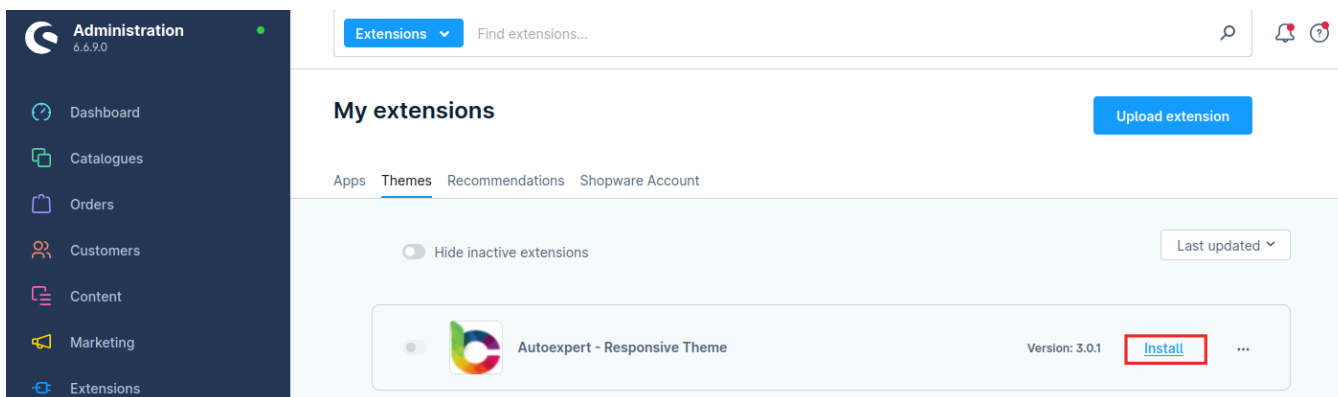 Administration
6.6.9.0
Extensions Find extensions...
Dashboard
Catalogues
Orders
Customers
Content
Marketing
Extensions
My extensions
Upload extension
Apps Themes Recommendations Shopware Account
Hide inactive extensions
Last updated
Autoexpert - Responsive Theme Version: 3.0.1 Install ...